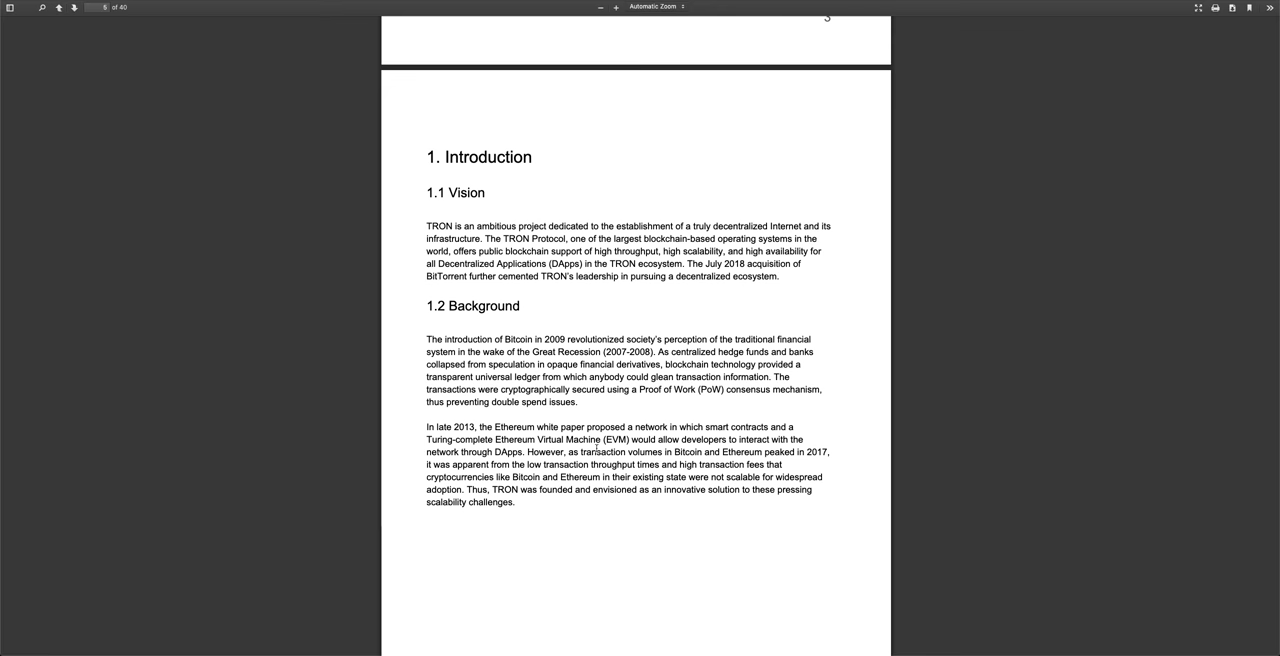 5 of 40
Automatic Zoom
3
1. Introduction
1.1 Vision
TRON is an ambitious project dedicated to the establishment of a truly decentralized Internet and its
infrastructure. The TRON Protocol, one of the largest blockchain-based operating systems in the
world, offers public blockchain support of high throughput, high scalability, and high availability for
all Decentralized Applications (DApps) in the TRON ecosystem. The July 2018 acquisition of
BitTorrent further cemented TRON's leadership in pursuing a decentralized ecosystem.
1.2 Background
The introduction of Bitcoin in 2009 revolutionized society's perception of the traditional financial
system in the wake of the Great Recession (2007-2008). As centralized hedge funds and banks
collapsed from speculation in opaque financial derivatives, blockchain technology provided a
transparent universal ledger from which anybody could glean transaction information. The
transactions were cryptographically secured using a Proof of Work (PoW) consensus mechanism,
thus preventing double spend issues.
In late 2013, the Ethereum white paper proposed a network in which smart contracts and a
Turing-complete Ethereum Virtual Machine (EVM) would allow developers to interact with the
network through DApps. However, as transaction volumes in Bitcoin and Ethereum peaked in 2017,
it was apparent from the low transaction throughput times and high transaction fees that
cryptocurrencies like Bitcoin and Ethereum in their existing state were not scalable for widespread
adoption. Thus, TRON was founded and envisioned as an innovative solution to these pressing
scalability challenges.